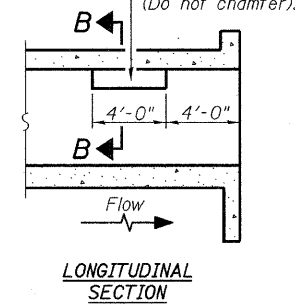 (Do not chamfer).
B
4'-0" 4'-0"
B
Flow
LONGITUDINAL
SECTION